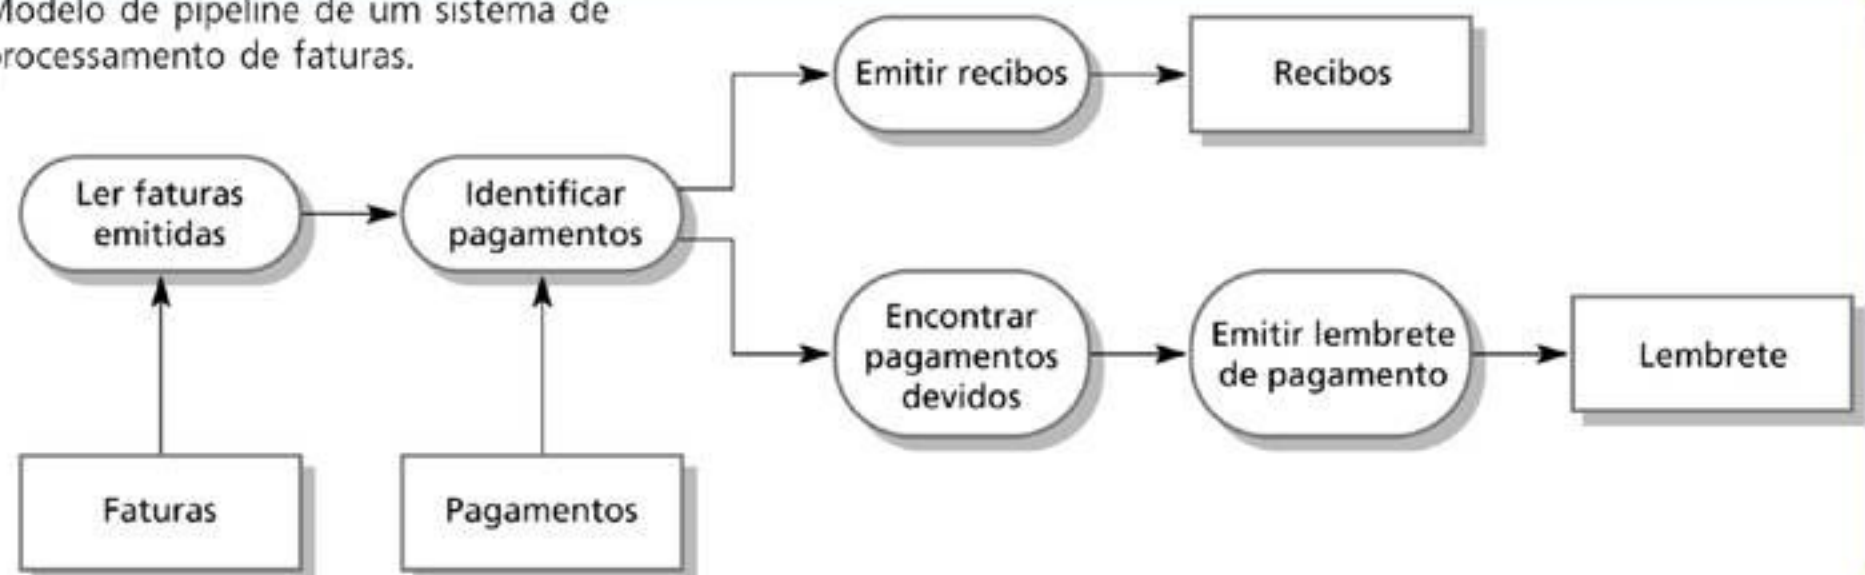 Modelo de pipeline de um sistema de
processamento de faturas.
Emitir recibos
Recibos
Ler faturas
emitidas
Identificar
pagamentos
Encontrar
pagamentos
devidos
Emitir lembrete
de pagamento
Lembrete
Faturas
Pagamentos